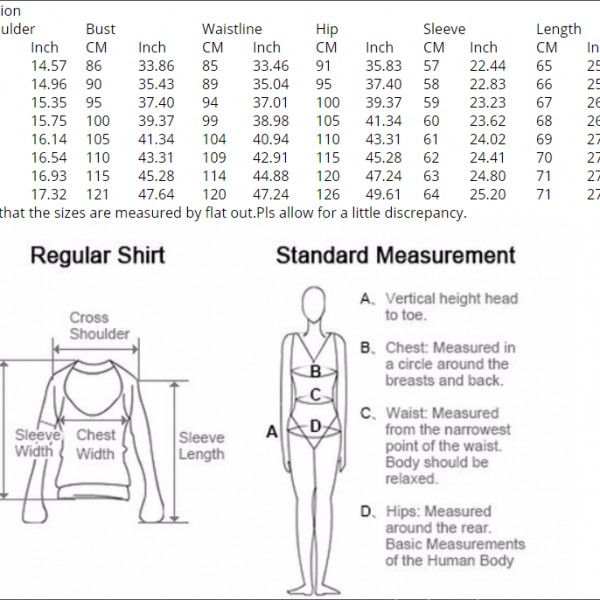 ion
ulder Bust Waistline Hip Sleeve Length
Inch CM Inch CM Inch CM Inch CM Inch CM In
14.57 86 33.86 85 33.46 91 35.83 57 22.44 65 25
14.96 90 35.43 89 35.04 95 37.40 58 22.83 66 25
15.35 95 37.40 94 37.01 100 39.37 59 23.23 67 26
15.75 100 39.37 99 38.98 105 41.34 60 23.62 68 26
16.14 105 41.34 104 40.94 110 43.31 61 24.02 69 27
16.54 110 43.31 109 42.91 115 45.28 62 24.41 70 27
16.93 115 45.28 114 44.88 120 47.24 63 24.80 71 27
17.32 121 47.64 120 47.24 126 49.61 64 25.20 71 27
that the sizes are measured by flat out.Pls allow for a little discrepancy.
Regular Shirt
Cross
Shoulder
Sleeve
Width
Chest
Width
Sleeve
Length
Standard Measurement
A
B
C
D
A、Vertical height head
to toe.
B、Chest: Measured in
a circle around the
breasts and back.
C、Waist: Measured
from the narrowest
point of the waist.
Body should be
relaxed.
D、Hips: Measured
around the rear.
Basic Measurements
of the Human Body